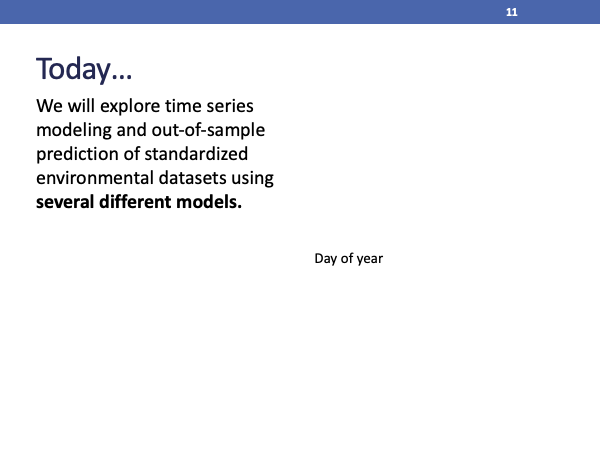 11
Today…
We will explore time series
modeling and out-of-sample
prediction of standardized
environmental datasets using
several different models.
Day of year